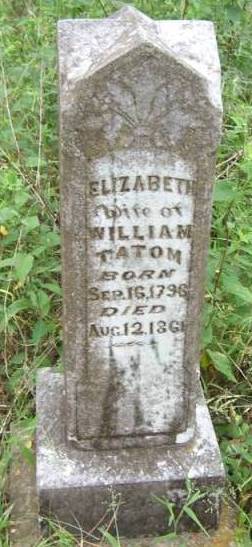 ELIZABETH
Wife of
WILLIAM
TATOM
BORN
Sep.16,1796
DIED
Aug.12,1861